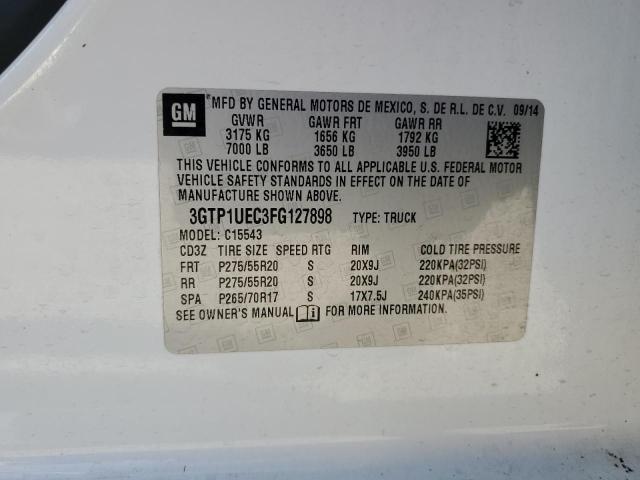 GM MFD BY GENERAL MOTORS DE MEXICO, S. DE R.L. DE C.V. 09/14
GVWR GAWR FRT GAWR RR
3175 KG 1656 KG 1792 KG
7000 LB 3650 LB 3950 LB
THIS VEHICLE CONFORMS TO ALL APPLICABLE U.S. FEDERAL MOTOR
VEHICLE SAFETY STANDARDS IN EFFECT ON THE DATE OF
MANUFACTURE SHOWN ABOVE.
3GTP1UEC3FG127898 TYPE: TRUCK
MODEL: C15543
CD3Z TIRE SIZE SPEED RTG RIM COLD TIRE PRESSURE
FRT P275/55R20 S 20X9J 220KPA(32PSI)
RR P275/55R20 S 20X9J 220KPA(32PSI)
SPA P265/70R17 S 17X7.5J 240KPA(35PSI)
SEE OWNER'S MANUAL i FOR MORE INFORMATION.